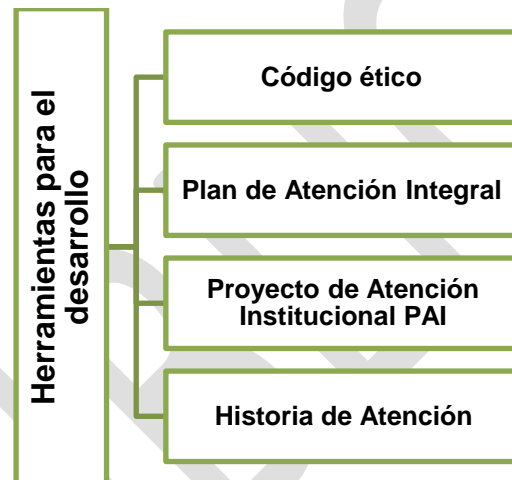 Herramientas para el
desarrollo
Código ético
Plan de Atención Integral
Proyecto de Atención
Institucional PAI
Historia de Atención